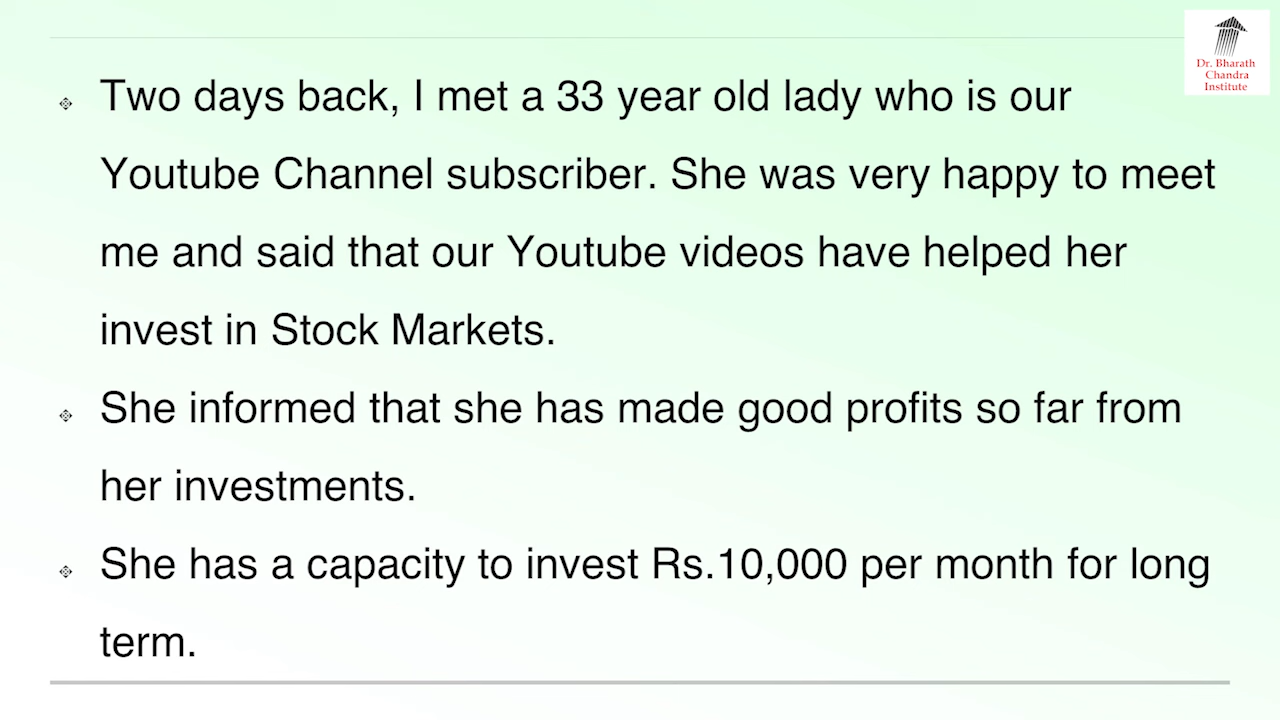 Dr. Bharath
Chandra
Institute
Two days back, I met a 33 year old lady who is our
Youtube Channel subscriber. She was very happy to meet
me and said that our Youtube videos have helped her
invest in Stock Markets.
She informed that she has made good profits so far from
her investments.
She has a capacity to invest Rs.10,000 per month for long
term.